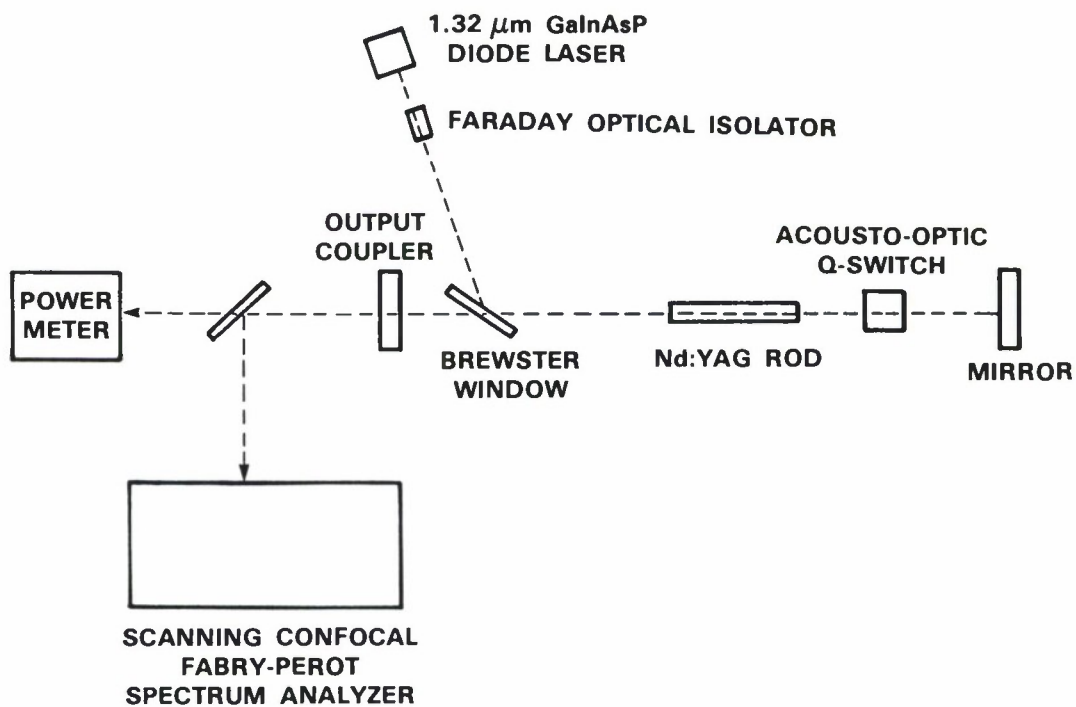 1.32 μm GaInAsP
DIODE LASER
FARADAY OPTICAL ISOLATOR
OUTPUT
COUPLER
ACOUSTO-OPTIC
Q-SWITCH
POWER
METER
BREWSTER
WINDOW
Nd:YAG ROD
MIRROR
SCANNING CONFOCAL
FABRY-PEROT
SPECTRUM ANALYZER